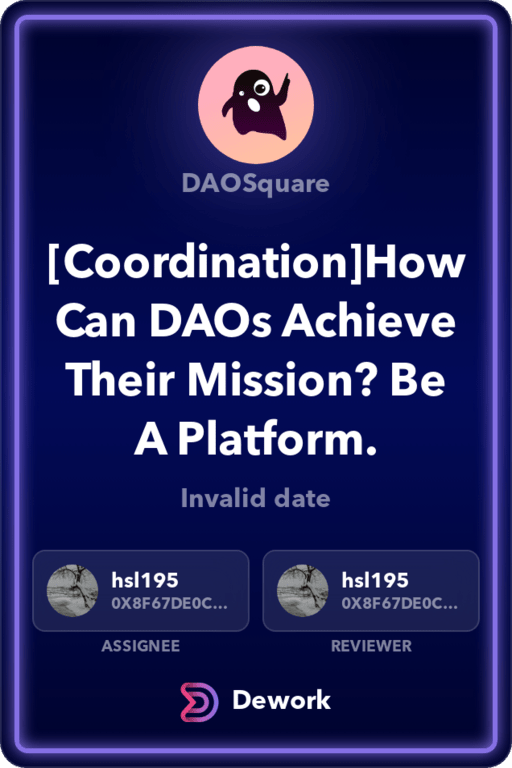 DAOSquare
[Coordination]How
Can DAOs Achieve
Their Mission? Be
A Platform.
Invalid date
hsl195
0X8F67DE0C...
hsl195
0X8F67DE0C...
ASSIGNEE
REVIEWER
Dework